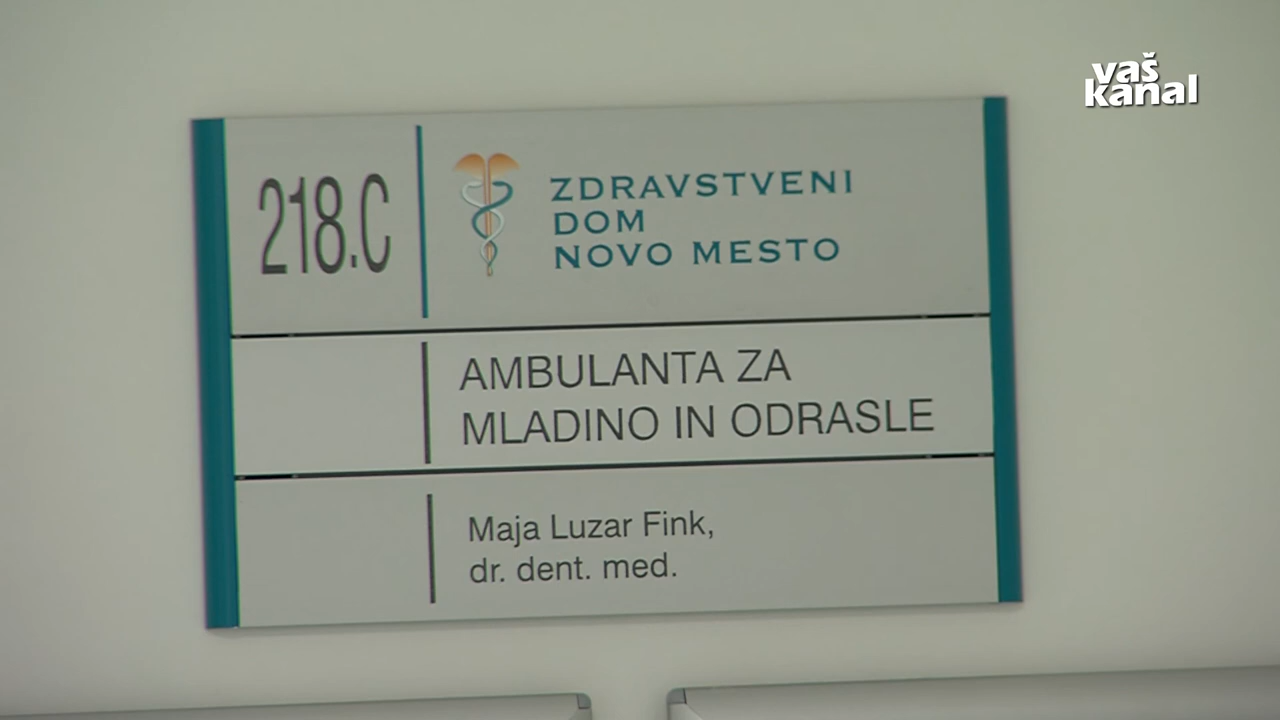 vaš
kanal
218.C
ZDRAVSTVENI
DOM
NOVO MESTO
AMBULANTA ZA
MLADINO IN ODRASLE
Maja Luzar Fink,
dr. dent. med.